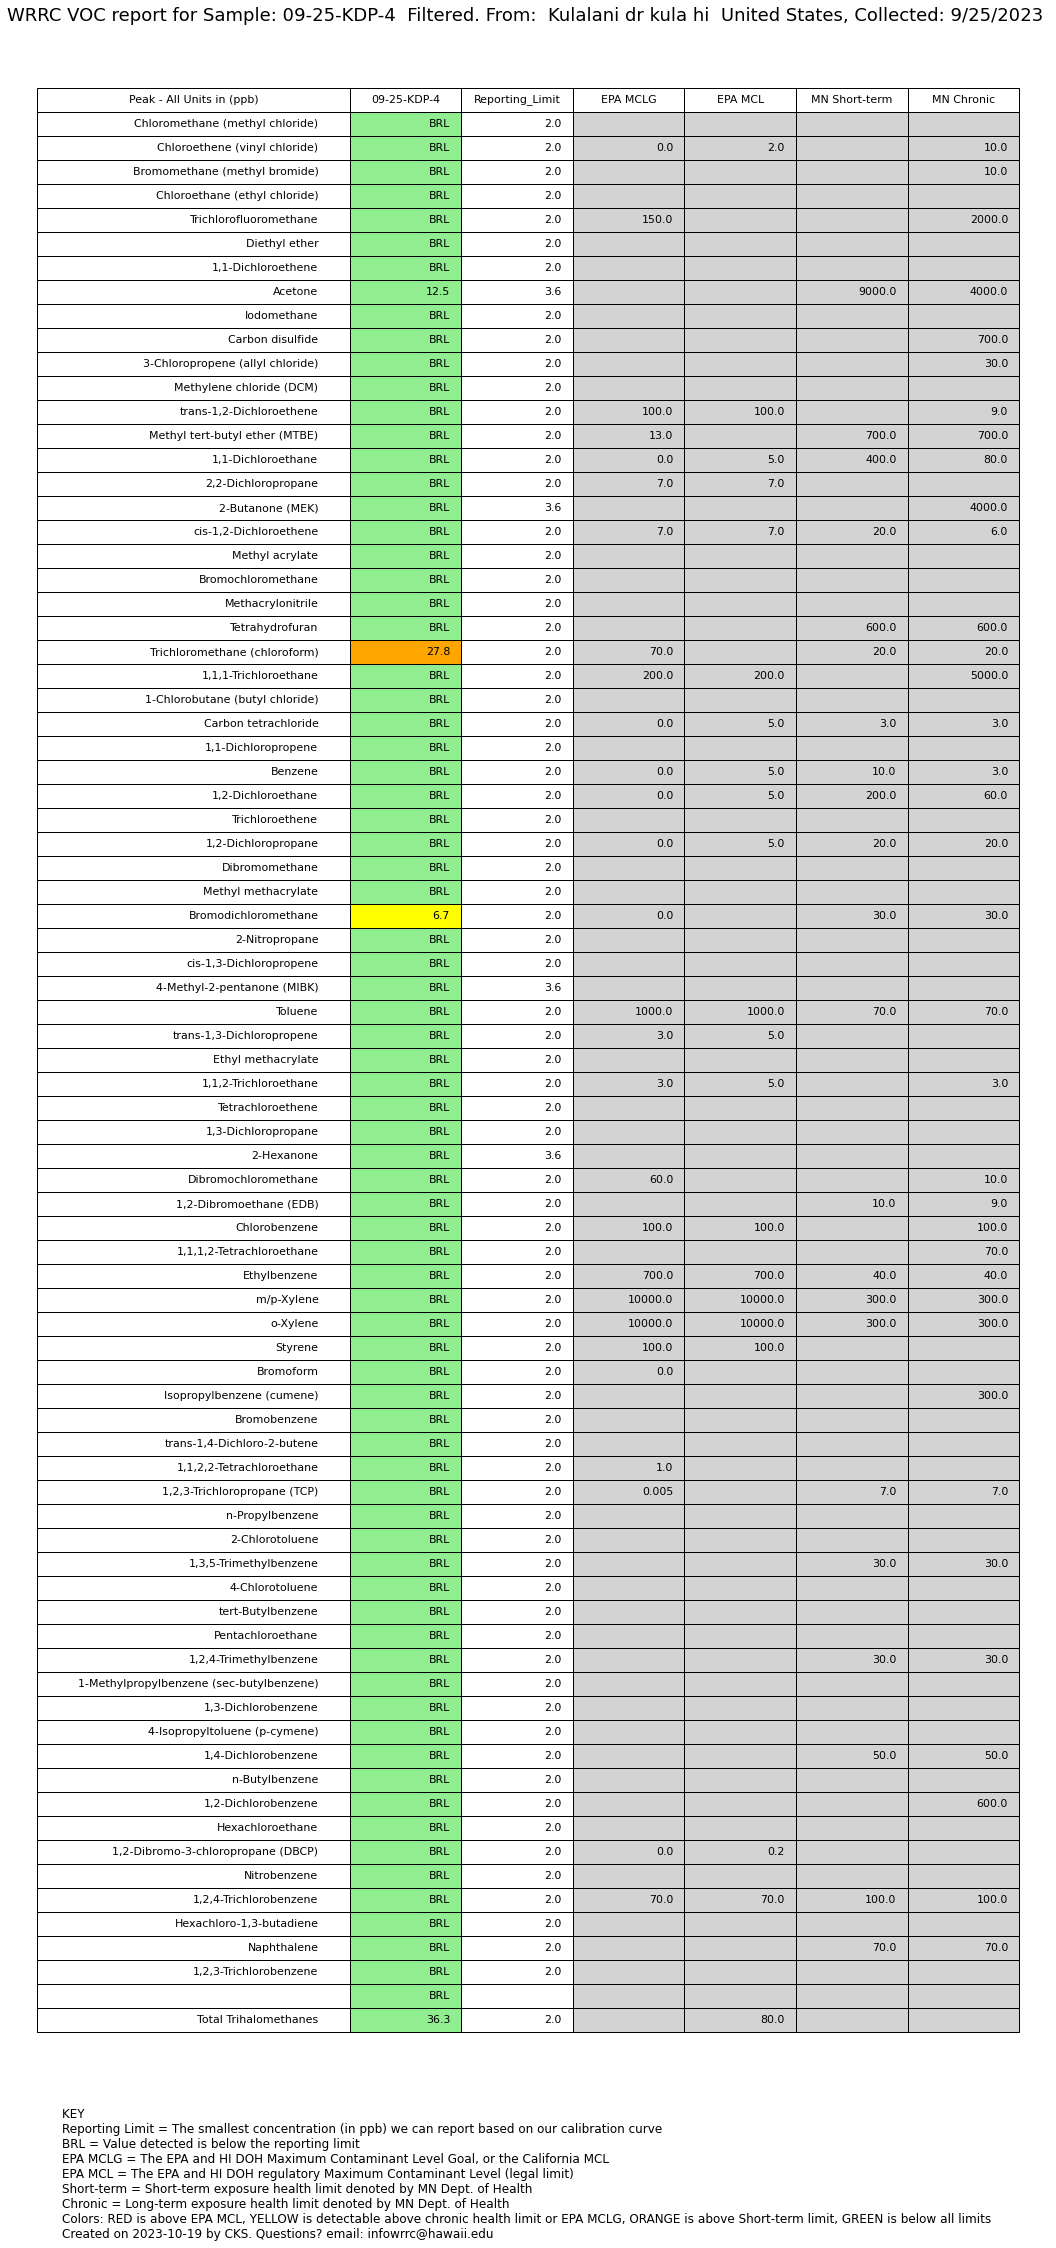 WRRC VOC report for Sample: 09-25-KDP-4 Filtered. From: Kulalani dr kula hi United States, Collected: 9/25/2023
Peak - All Units in (ppb) 09-25-KDP-4 Reporting_Limit EPA MCLG EPA MCL MN Short-term MN Chronic
Chloromethane (methyl chloride) BRL 2.0
Chloroethene (vinyl chloride) BRL 2.0 0.0 2.0 10.0
Bromomethane (methyl bromide) BRL 2.0 10.0
Chloroethane (ethyl chloride) BRL 2.0
Trichlorofluoromethane BRL 2.0 150.0 2000.0
Diethyl ether BRL 2.0
1,1-Dichloroethene BRL 2.0
Acetone 12.5 3.6 9000.0 4000.0
Iodomethane BRL 2.0
Carbon disulfide BRL 2.0 700.0
3-Chloropropene (allyl chloride) BRL 2.0 30.0
Methylene chloride (DCM) BRL 2.0
trans-1,2-Dichloroethene BRL 2.0 100.0 100.0 9.0
Methyl tert-butyl ether (MTBE) BRL 2.0 13.0 700.0 700.0
1,1-Dichloroethane BRL 2.0 0.0 5.0 400.0 80.0
2,2-Dichloropropane BRL 2.0 7.0 7.0
2-Butanone (MEK) BRL 3.6 4000.0
cis-1,2-Dichloroethene BRL 2.0 7.0 7.0 20.0 6.0
Methyl acrylate BRL 2.0
Bromochloromethane BRL 2.0
Methacrylonitrile BRL 2.0
Tetrahydrofuran BRL 2.0 600.0 600.0
Trichloromethane (chloroform) 27.8 2.0 70.0 20.0 20.0
1,1,1-Trichloroethane BRL 2.0 200.0 200.0 5000.0
1-Chlorobutane (butyl chloride) BRL 2.0
Carbon tetrachloride BRL 2.0 0.0 5.0 3.0 3.0
1,1-Dichloropropene BRL 2.0
Benzene BRL 2.0 0.0 5.0 10.0 3.0
1,2-Dichloroethane BRL 2.0 0.0 5.0 200.0 60.0
Trichloroethene BRL 2.0
1,2-Dichloropropane BRL 2.0 0.0 5.0 20.0 20.0
Dibromomethane BRL 2.0
Methyl methacrylate BRL 2.0
Bromodichloromethane 6.7 2.0 0.0 30.0 30.0
2-Nitropropane BRL 2.0
cis-1,3-Dichloropropene BRL 2.0
4-Methyl-2-pentanone (MIBK) BRL 3.6
Toluene BRL 2.0 1000.0 1000.0 70.0 70.0
trans-1,3-Dichloropropene BRL 2.0 3.0 5.0
Ethyl methacrylate BRL 2.0
1,1,2-Trichloroethane BRL 2.0 3.0 5.0 3.0
Tetrachloroethene BRL 2.0
1,3-Dichloropropane BRL 2.0
2-Hexanone BRL 3.6
Dibromochloromethane BRL 2.0 60.0 10.0
1,2-Dibromoethane (EDB) BRL 2.0 10.0 9.0
Chlorobenzene BRL 2.0 100.0 100.0 100.0
1,1,1,2-Tetrachloroethane BRL 2.0 70.0
Ethylbenzene BRL 2.0 700.0 700.0 40.0 40.0
m/p-Xylene BRL 2.0 10000.0 10000.0 300.0 300.0
o-Xylene BRL 2.0 10000.0 10000.0 300.0 300.0
Styrene BRL 2.0 100.0 100.0
Bromoform BRL 2.0 0.0
Isopropylbenzene (cumene) BRL 2.0 300.0
Bromobenzene BRL 2.0
trans-1,4-Dichloro-2-butene BRL 2.0
1,1,2,2-Tetrachloroethane BRL 2.0 1.0
1,2,3-Trichloropropane (TCP) BRL 2.0 0.005 7.0 7.0
n-Propylbenzene BRL 2.0
2-Chlorotoluene BRL 2.0
1,3,5-Trimethylbenzene BRL 2.0 30.0 30.0
4-Chlorotoluene BRL 2.0
tert-Butylbenzene BRL 2.0
Pentachloroethane BRL 2.0
1,2,4-Trimethylbenzene BRL 2.0 30.0 30.0
1-Methylpropylbenzene (sec-butylbenzene) BRL 2.0
1,3-Dichlorobenzene BRL 2.0
4-Isopropyltoluene (p-cymene) BRL 2.0
1,4-Dichlorobenzene BRL 2.0 50.0 50.0
n-Butylbenzene BRL 2.0
1,2-Dichlorobenzene BRL 2.0 600.0
Hexachloroethane BRL 2.0
1,2-Dibromo-3-chloropropane (DBCP) BRL 2.0 0.0 0.2
Nitrobenzene BRL 2.0
1,2,4-Trichlorobenzene BRL 2.0 70.0 70.0 100.0 100.0
Hexachloro-1,3-butadiene BRL 2.0
Naphthalene BRL 2.0 70.0 70.0
1,2,3-Trichlorobenzene BRL 2.0
BRL
Total Trihalomethanes 36.3 2.0 80.0
KEY
Reporting Limit = The smallest concentration (in ppb) we can report based on our calibration curve
BRL = Value detected is below the reporting limit
EPA MCLG = The EPA and HI DOH Maximum Contaminant Level Goal, or the California MCL
EPA MCL = The EPA and HI DOH regulatory Maximum Contaminant Level (legal limit)
Short-term = Short-term exposure health limit denoted by MN Dept. of Health
Chronic = Long-term exposure health limit denoted by MN Dept. of Health
Colors: RED is above EPA MCL, YELLOW is detectable above chronic health limit or EPA MCLG, ORANGE is above Short-term limit, GREEN is below all limits
Created on 2023-10-19 by CKS. Questions? email: infowrrc@hawaii.edu